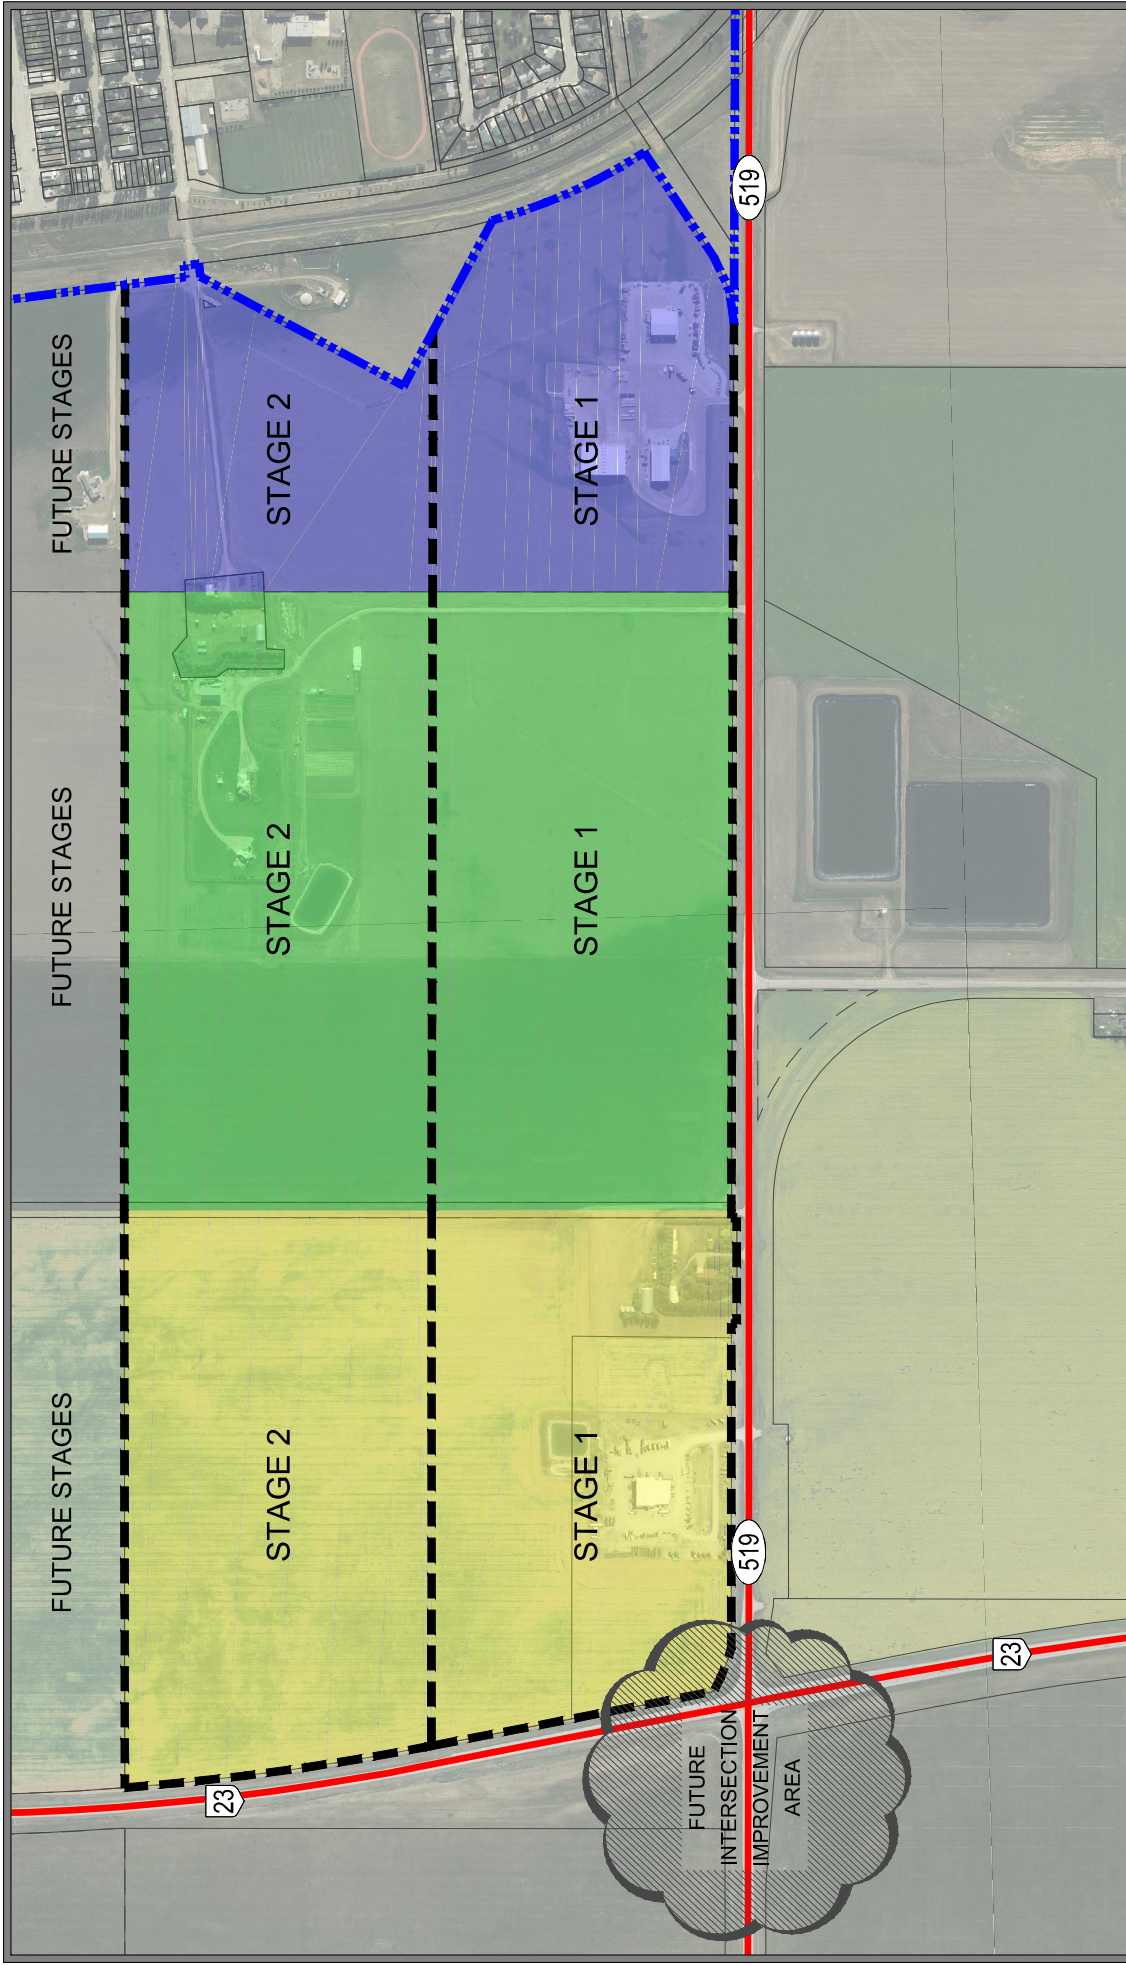 519
FUTURE STAGES
STAGE 2
STAGE 1
FUTURE STAGES
STAGE 2
STAGE 1
FUTURE STAGES
STAGE 2
STAGE 1
519
23
23
FUTURE
INTERSECTION
IMPROVEMENT
AREA